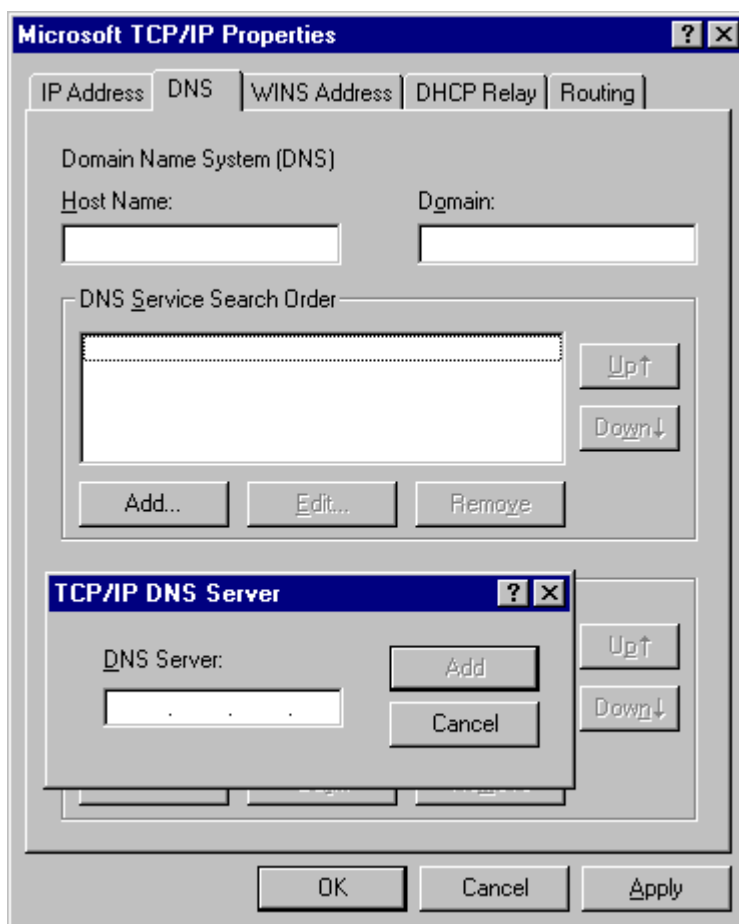 Microsoft TCP/IP Properties
IP Address DNS WINS Address DHCP Relay Routing
Domain Name System (DNS)
Host Name: Domain:
DNS Service Search Order
Up↑
Down↓
Add... Edit... Remove
TCP/IP DNS Server
DNS Server:
. . .
Add
Cancel
Up↑
Down↓
OK Cancel Apply